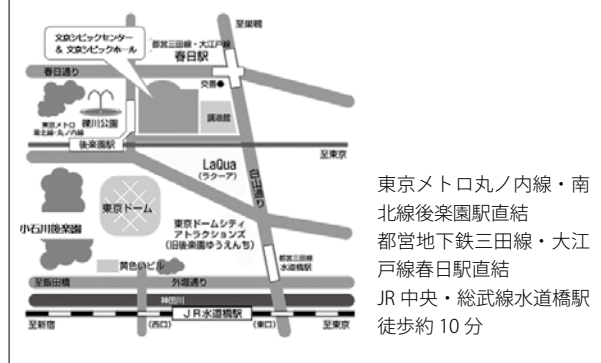 至巣鴨
文京シビックセンター
& 文京シビックホール
都営三田線・大江戸線
春日駅
春日通り
交番
東京メトロ
南北線・丸ノ内線
礫川公園
講道館
後楽園駅
至東京
LaQua
(ラクーア)
白山通り
東京ドーム
小石川後楽園
東京ドームシティ
アトラクションズ
(旧後楽園ゆうえんち)
都営三田線
水道橋駅
黄色いビル
至飯田橋
外堀通り
神田川
至新宿
(西口)
JR水道橋駅
(東口)
至東京
東京メトロ丸ノ内線・南
北線後楽園駅直結
都営地下鉄三田線・大江
戸線春日駅直結
JR 中央・総武線水道橋駅
徒歩約 10 分